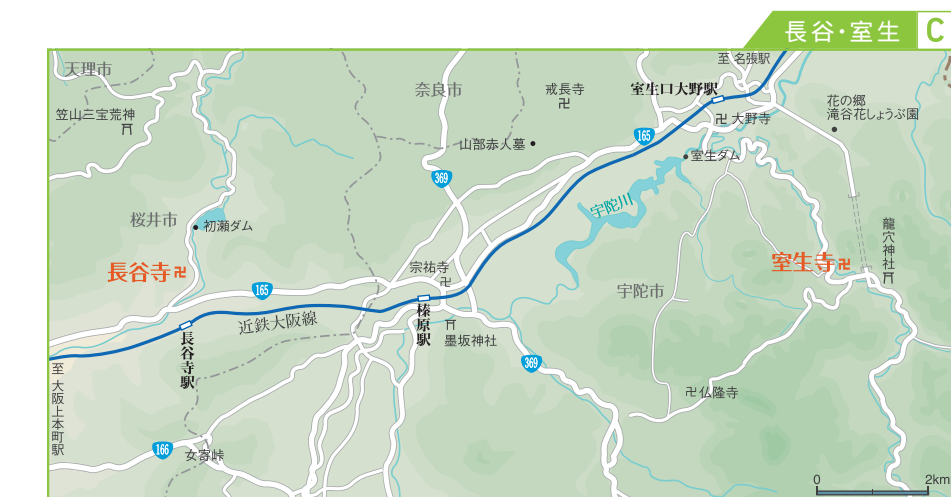 長谷・室生 C
至 名張駅
天理市
奈良市
戒長寺
卍
室生口大野駅
花の郷
滝谷花しょうぶ園
笠山三宝荒神
卍 大野寺
165
山部赤人墓
室生ダム
369
宇陀川
桜井市
初瀬ダム
龍穴神社
長谷寺卍
宗祐寺
卍
室生寺卍
165
宇陀市
近鉄大阪線
榛原駅
墨坂神社
長谷寺駅
369
至 大阪上本町駅
卍仏隆寺
166
女寄峠
0 2km